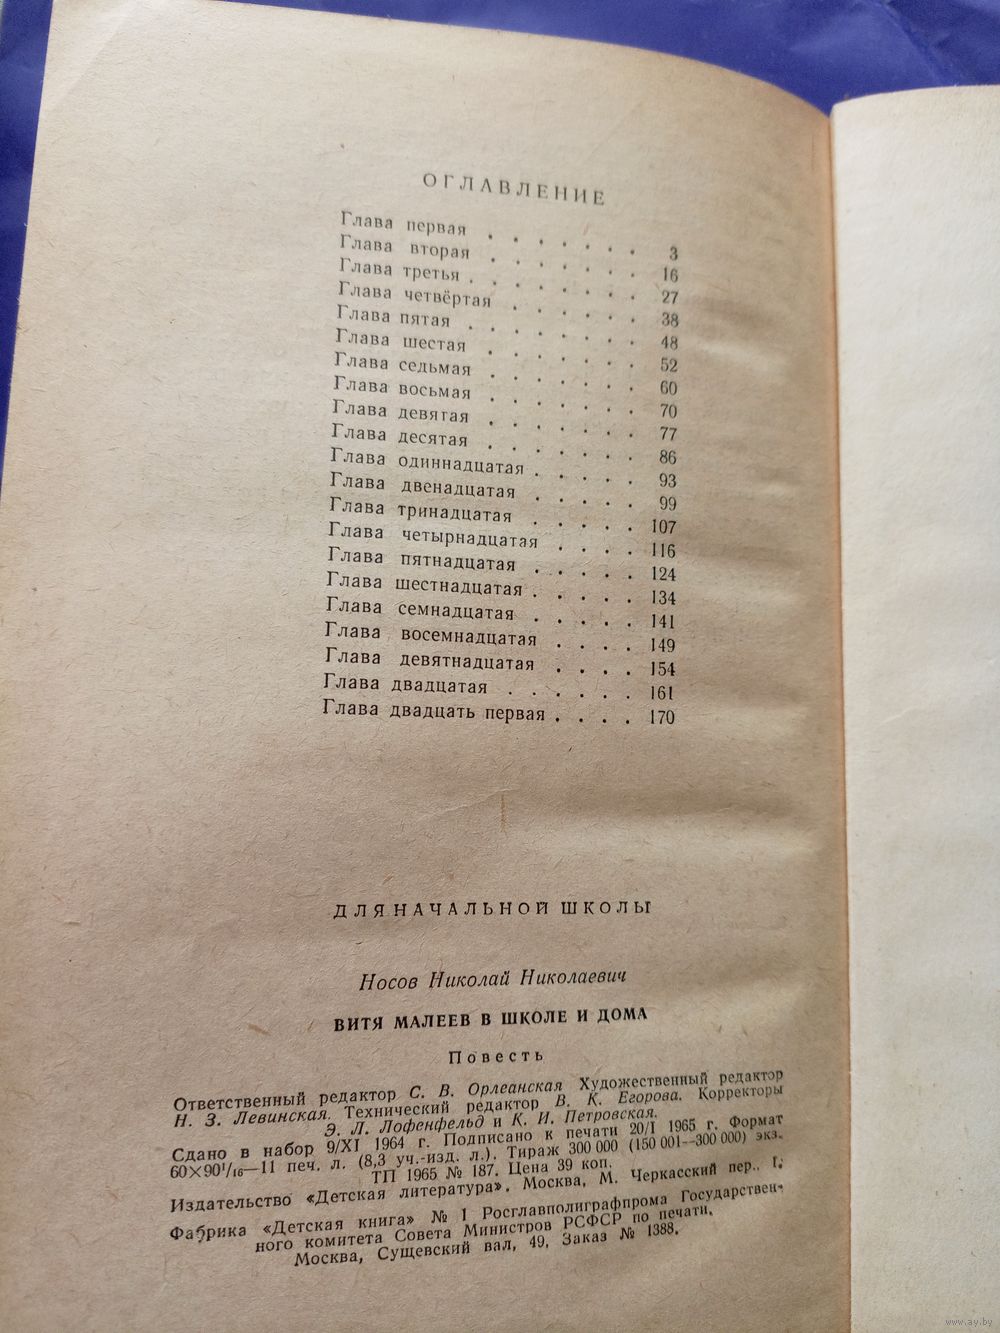 ОГЛАВЛЕНИЕ
Глава первая . . . . . . . 3
Глава вторая . . . . . . . 16
Глава третья . . . . . . . 27
Глава четвёртая . . . . . . 38
Глава пятая . . . . . . . 48
Глава шестая . . . . . . . 52
Глава седьмая . . . . . . . 60
Глава восьмая . . . . . . . 70
Глава девятая . . . . . . . 77
Глава десятая . . . . . . . 86
Глава одиннадцатая . . . . . 93
Глава двенадцатая . . . . . 99
Глава тринадцатая . . . . . 107
Глава четырнадцатая . . . . 116
Глава пятнадцатая . . . . . 124
Глава шестнадцатая . . . . . 134
Глава семнадцатая . . . . . 141
Глава восемнадцатая . . . . 149
Глава девятнадцатая . . . . 154
Глава двадцатая . . . . . . 161
Глава двадцать первая . . . . 170
ДЛЯ НАЧАЛЬНОЙ ШКОЛЫ
Носов Николай Николаевич
ВИТЯ МАЛЕЕВ В ШКОЛЕ И ДОМА
Повесть
Ответственный редактор С. В. Орлеанская Художественный редактор
Н. З. Левинская. Технический редактор В. К. Егорова. Корректоры
Э. Л. Лофенфельд и К. И. Петровская.
Сдано в набор 9/XI 1964 г. Подписано к печати 20/I 1965 г. Формат
60×90¹/₁₆—11 печ. л. (8,3 уч.-изд. л.). Тираж 300 000 (150 001—300 000) экз.
ТП 1965 № 187. Цена 39 коп.
Издательство «Детская литература». Москва, М. Черкасский пер., 1.
Фабрика «Детская книга» № 1 Росглавполиграфпрома Государствен-
ного комитета Совета Министров РСФСР по печати.
Москва, Сущевский вал, 49. Заказ № 1388.
www.ay.by